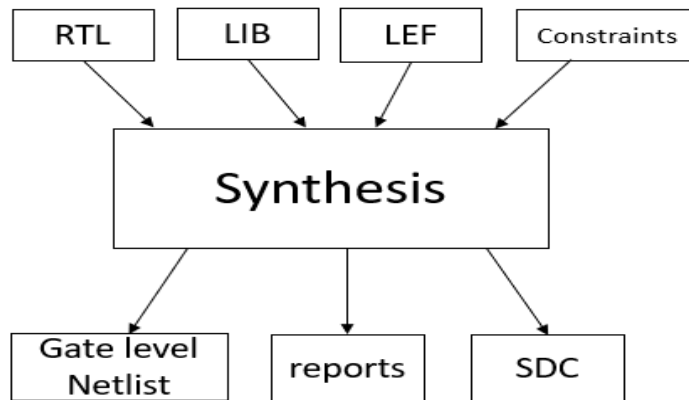 RTL
LIB
LEF
Constraints
Synthesis
Gate level
Netlist
reports
SDC